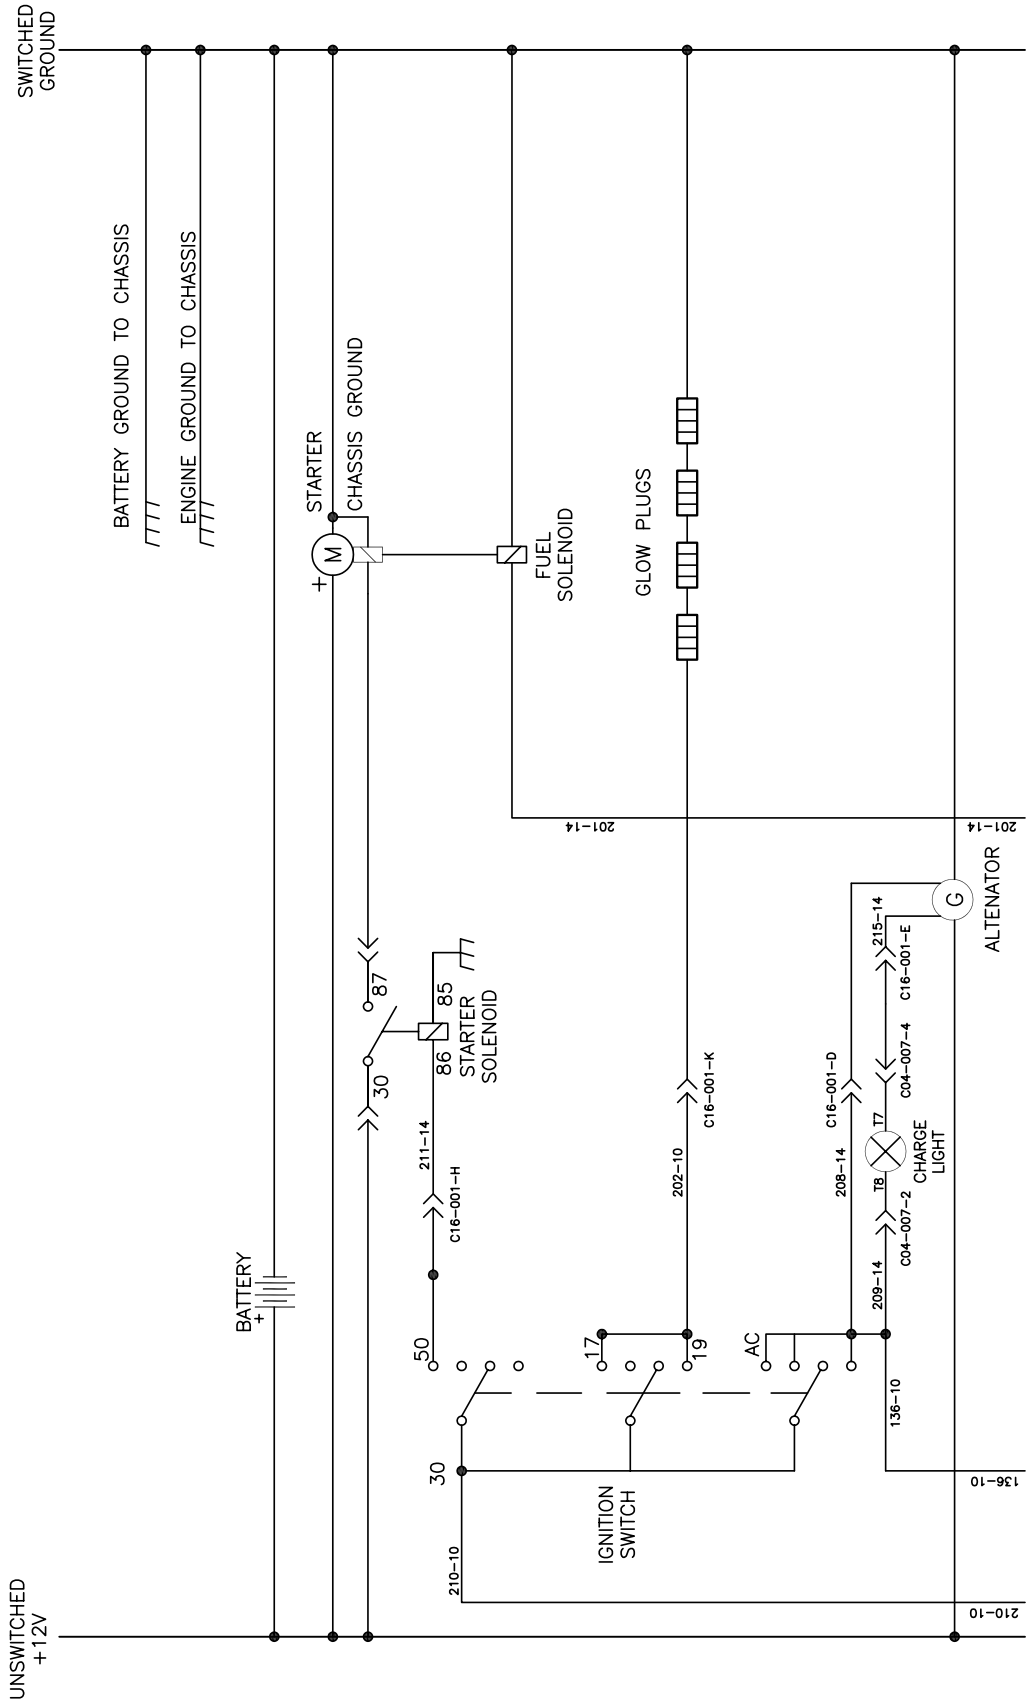 SWITCHED
GROUND
BATTERY GROUND TO CHASSIS
ENGINE GROUND TO CHASSIS
STARTER
CHASSIS GROUND
M
+
FUEL
SOLENOID
GLOW PLUGS
201-14
201-14
ALTENATOR
G
215-14
C16-001-E
C04-007-4
T7
CHARGE
LIGHT
T8
C04-007-2
209-14
C16-001-D
208-14
C16-001-K
202-10
87
30
85
86
STARTER
SOLENOID
211-14
C16-001-H
BATTERY
+
50
17
19
AC
30
IGNITION
SWITCH
136-10
136-10
210-10
210-10
UNSWITCHED
+12V